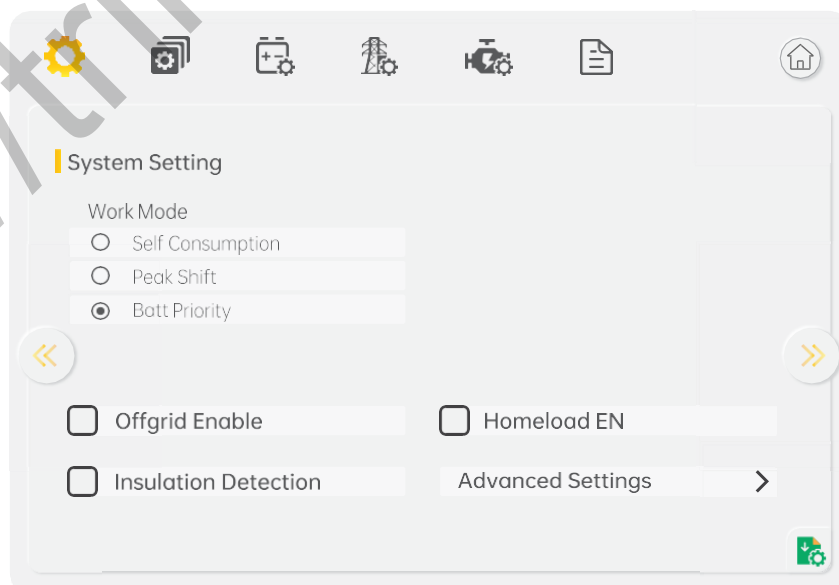 System Setting
Work Mode
Self Consumption
Peak Shift
Batt Priority
Offgrid Enable
Homeload EN
Insulation Detection
Advanced Settings